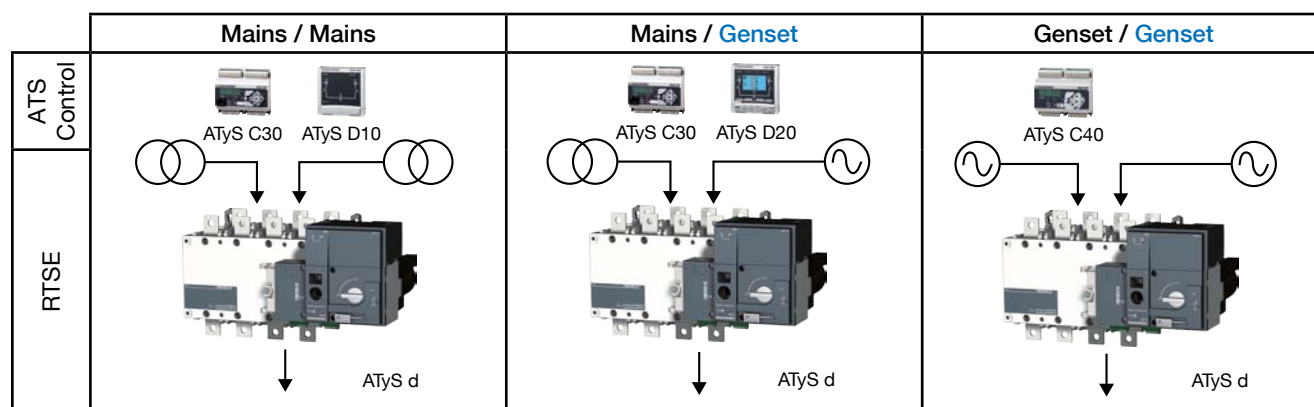 Mains / Mains
Mains / Genset
Genset / Genset
ATS
Control
ATyS C30
ATyS D10
ATyS C30
ATyS D20
ATyS C40
RTSE
ATyS d
ATyS d
ATyS d